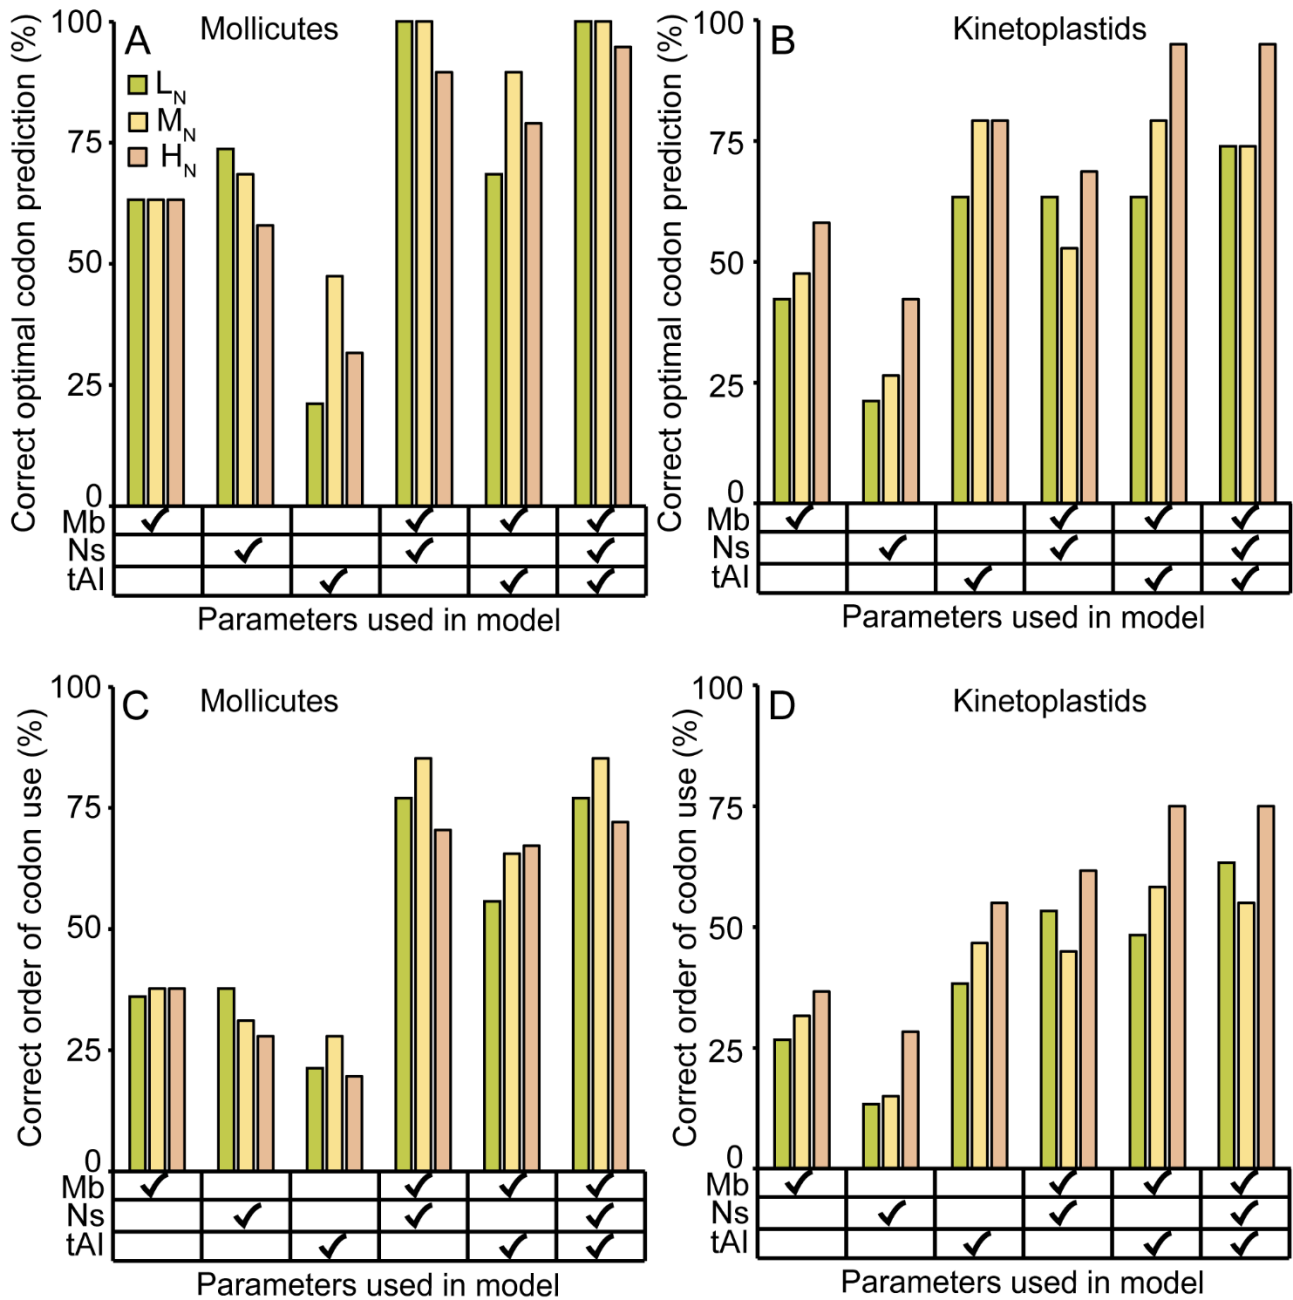 A
Mollicutes
Correct optimal codon prediction (%)
100
75
50
25
0
L_N
M_N
H_N
Mb
Ns
tAI
Parameters used in model
B
Kinetoplastids
Correct optimal codon prediction (%)
100
75
50
25
0
Mb
Ns
tAI
Parameters used in model
C
Mollicutes
Correct order of codon use (%)
100
75
50
25
0
Mb
Ns
tAI
Parameters used in model
D
Kinetoplastids
Correct order of codon use (%)
100
75
50
25
0
Mb
Ns
tAI
Parameters used in model